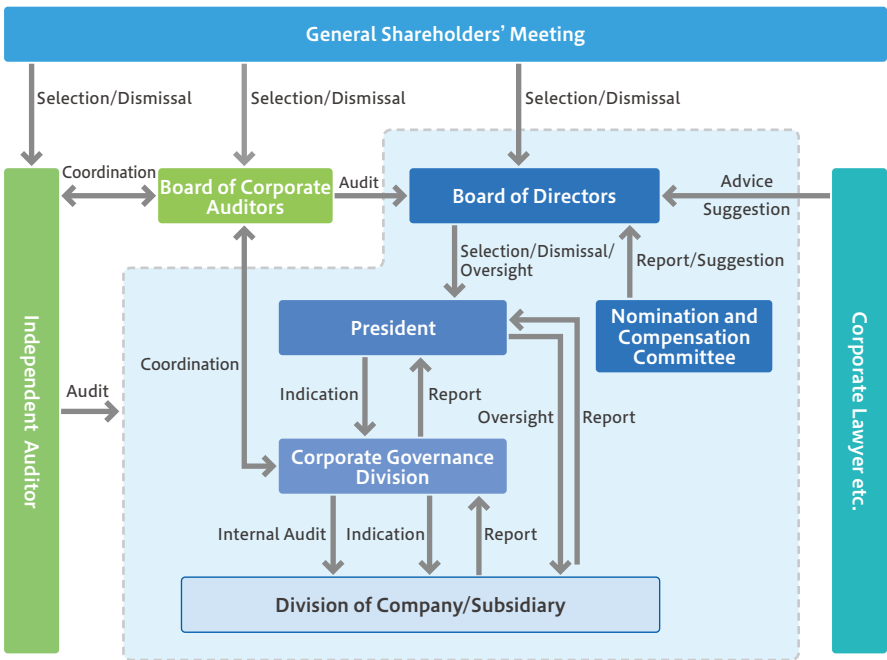 General Shareholders' Meeting
Selection/Dismissal
Selection/Dismissal
Selection/Dismissal
Coordination
Board of Corporate
Auditors
Audit
Board of Directors
Advice
Suggestion
Selection/Dismissal/
Oversight
Report/Suggestion
Independent Auditor
President
Nomination and
Compensation
Committee
Corporate Lawyer etc.
Coordination
Audit
Indication
Report
Oversight
Report
Corporate Governance
Division
Internal Audit
Indication
Report
Division of Company/Subsidiary